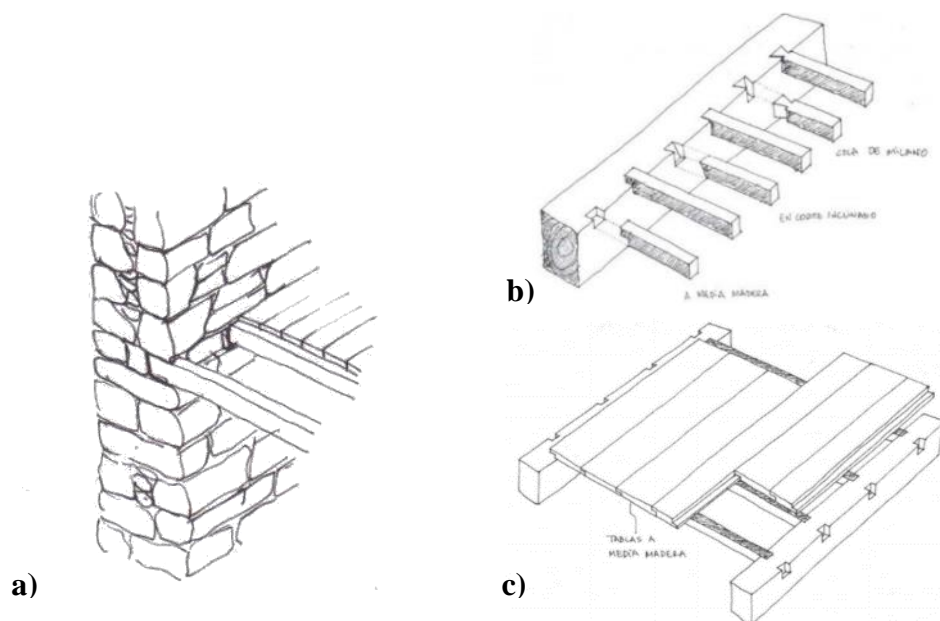 a)
b)
COLA DE MILANO
EN CORTE INCLINADO
A MEDIA MADERA
c)
TABLAS A
MEDIA MADERA